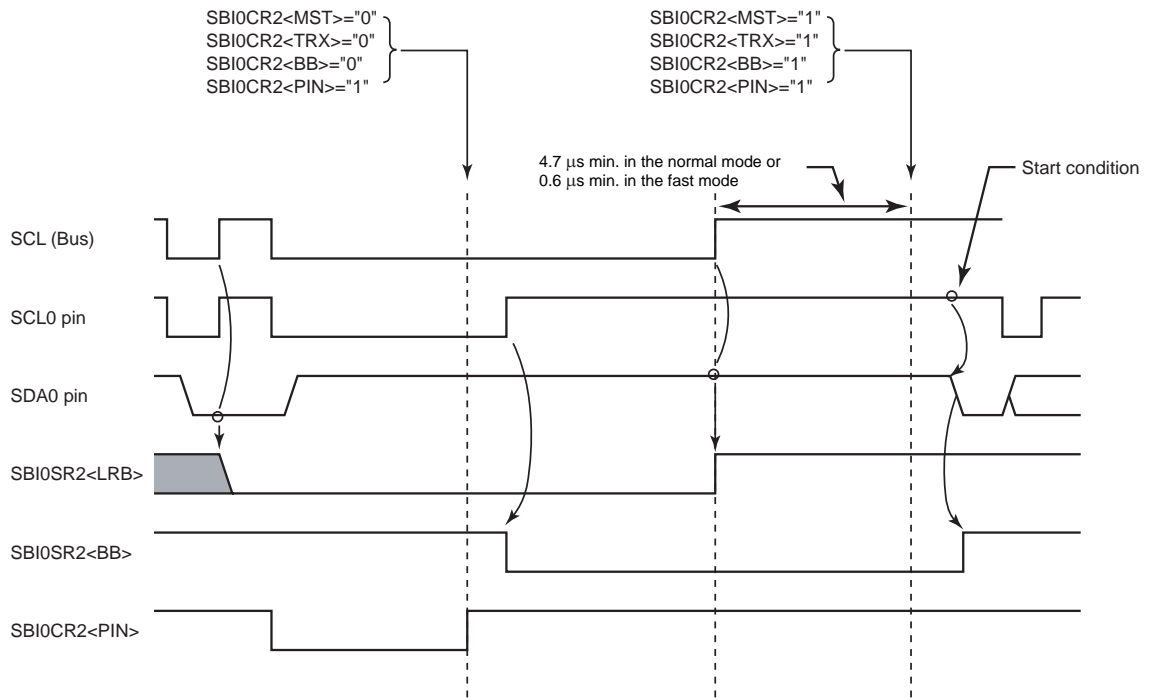 SBI0CR2<MST>="0"
SBI0CR2<TRX>="0"
SBI0CR2<BB>="0"
SBI0CR2<PIN>="1"
SBI0CR2<MST>="1"
SBI0CR2<TRX>="1"
SBI0CR2<BB>="1"
SBI0CR2<PIN>="1"
4.7 μs min. in the normal mode or
0.6 μs min. in the fast mode
Start condition
SCL (Bus)
SCL0 pin
SDA0 pin
SBI0SR2<LRB>
SBI0SR2<BB>
SBI0CR2<PIN>